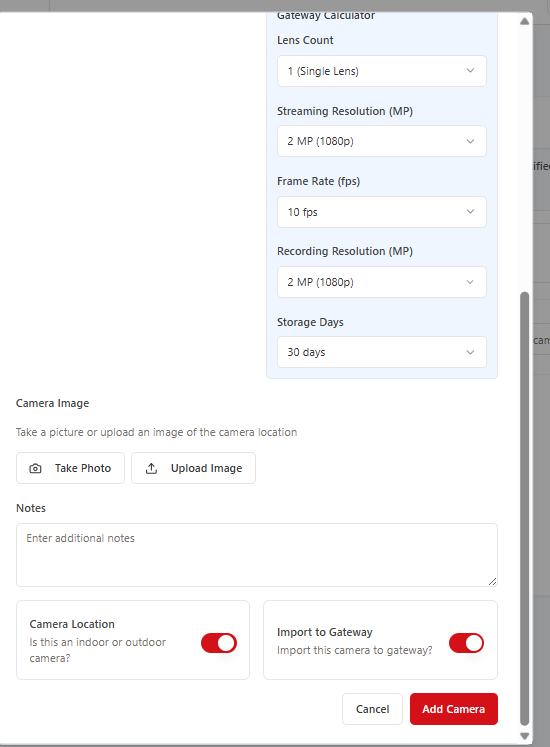 Gateway Calculator
Lens Count
1 (Single Lens)
Streaming Resolution (MP)
2 MP (1080p)
Frame Rate (fps)
10 fps
Recording Resolution (MP)
2 MP (1080p)
Storage Days
30 days
Camera Image
Take a picture or upload an image of the camera location
Take Photo
Upload Image
Notes
Enter additional notes
Camera Location
Is this an indoor or outdoor
camera?
Import to Gateway
Import this camera to gateway?
Cancel
Add Camera